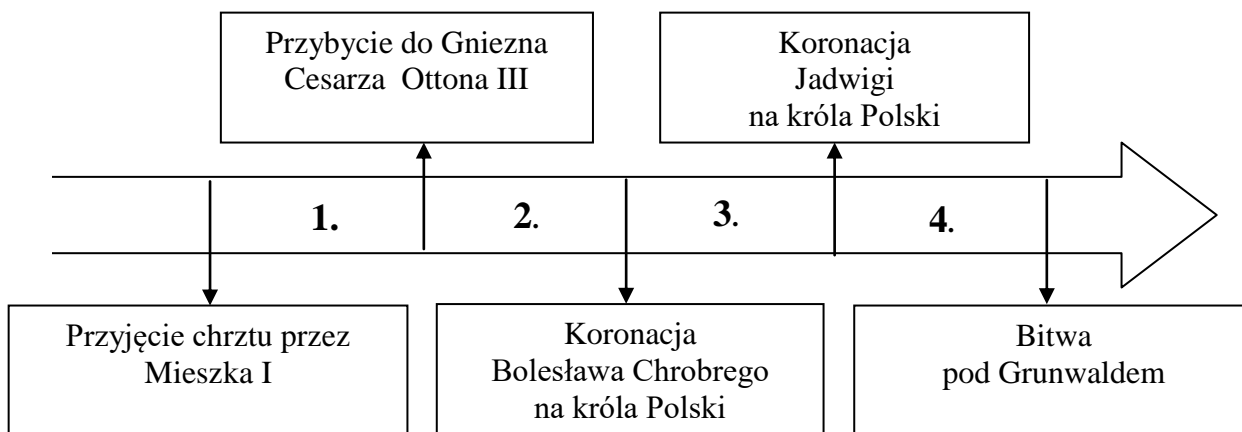 Przybycie do Gniezna
Cesarza Ottona III
Koronacja
Jadwigi
na króla Polski
1.
2.
3.
4.
Przyjęcie chrztu przez
Mieszka I
Koronacja
Bolesława Chrobrego
na króla Polski
Bitwa
pod Grunwaldem